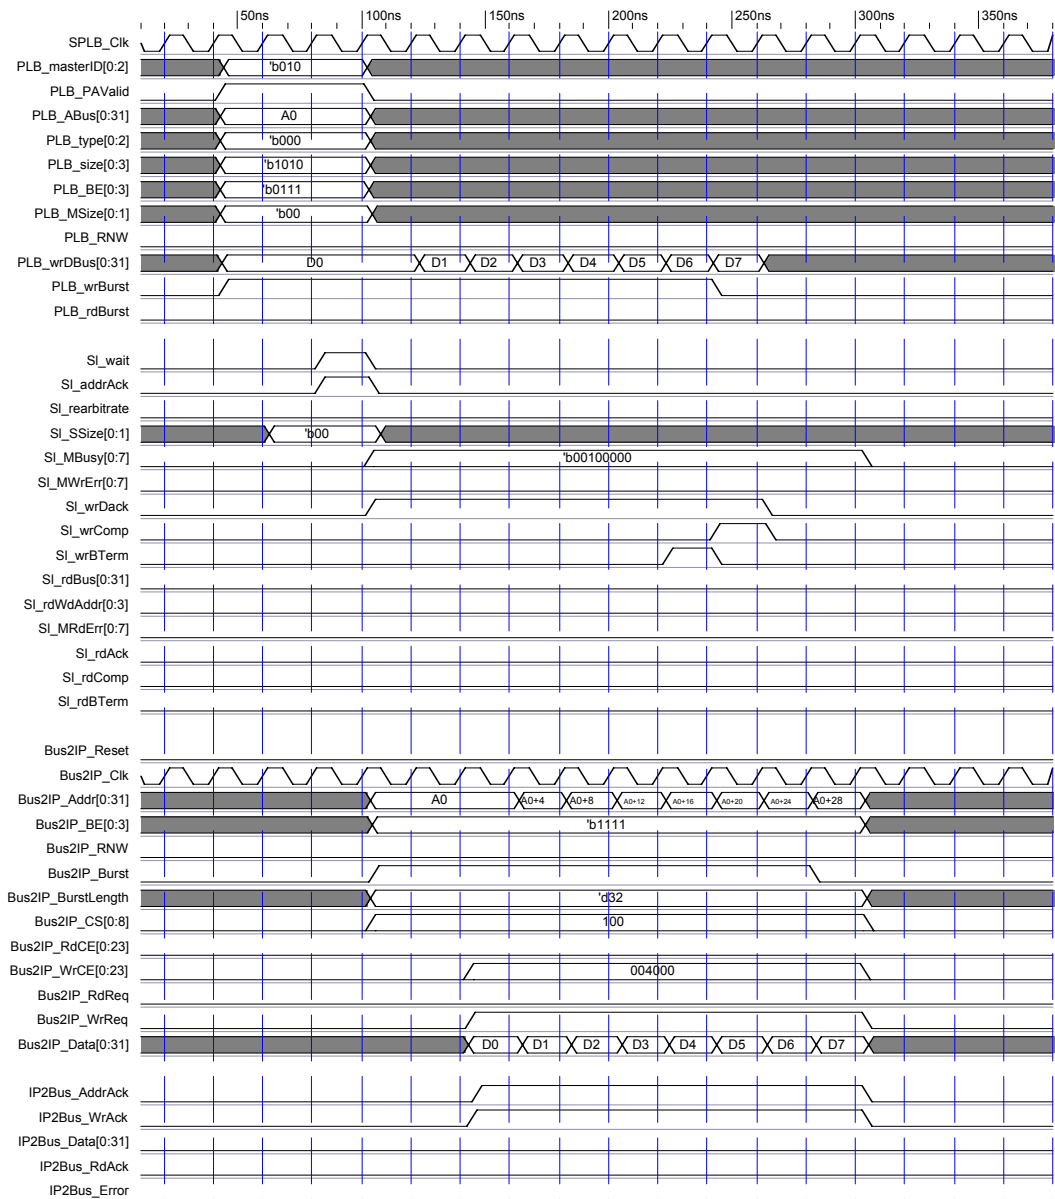 50ns 100ns 150ns 200ns 250ns 300ns 350ns
SPLB_Clk
PLB_masterID[0:2] 'b010
PLB_PAValid
PLB_ABus[0:31] A0
PLB_type[0:2] 'b000
PLB_size[0:3] 'b1010
PLB_BE[0:3] 'b0111
PLB_MSize[0:1] 'b00
PLB_RNW
PLB_wrDBus[0:31] D0 D1 D2 D3 D4 D5 D6 D7
PLB_wrBurst
PLB_rdBurst
Sl_wait
Sl_addrAck
Sl_rearbitrate
Sl_SSize[0:1] 'b00
Sl_MBusy[0:7] 'b00100000
Sl_MWrErr[0:7]
Sl_wrDack
Sl_wrComp
Sl_wrBTerm
Sl_rdBus[0:31]
Sl_rdWdAddr[0:3]
Sl_MRdErr[0:7]
Sl_rdAck
Sl_rdComp
Sl_rdBTerm
Bus2IP_Reset
Bus2IP_Clk
Bus2IP_Addr[0:31] A0 A0+4 A0+8 A0+12 A0+16 A0+20 A0+24 A0+28
Bus2IP_BE[0:3] 'b1111
Bus2IP_RNW
Bus2IP_Burst
Bus2IP_BurstLength 'd32
Bus2IP_CS[0:8] 100
Bus2IP_RdCE[0:23]
Bus2IP_WrCE[0:23] 004000
Bus2IP_RdReq
Bus2IP_WrReq
Bus2IP_Data[0:31] D0 D1 D2 D3 D4 D5 D6 D7
IP2Bus_AddrAck
IP2Bus_WrAck
IP2Bus_Data[0:31]
IP2Bus_RdAck
IP2Bus_Error